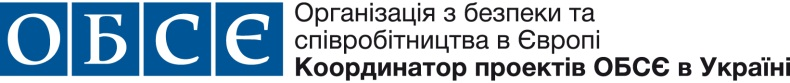 ОБСЄ
Організація з безпеки та
співробітництва в Європі
Координатор проектів ОБСЄ в Україні